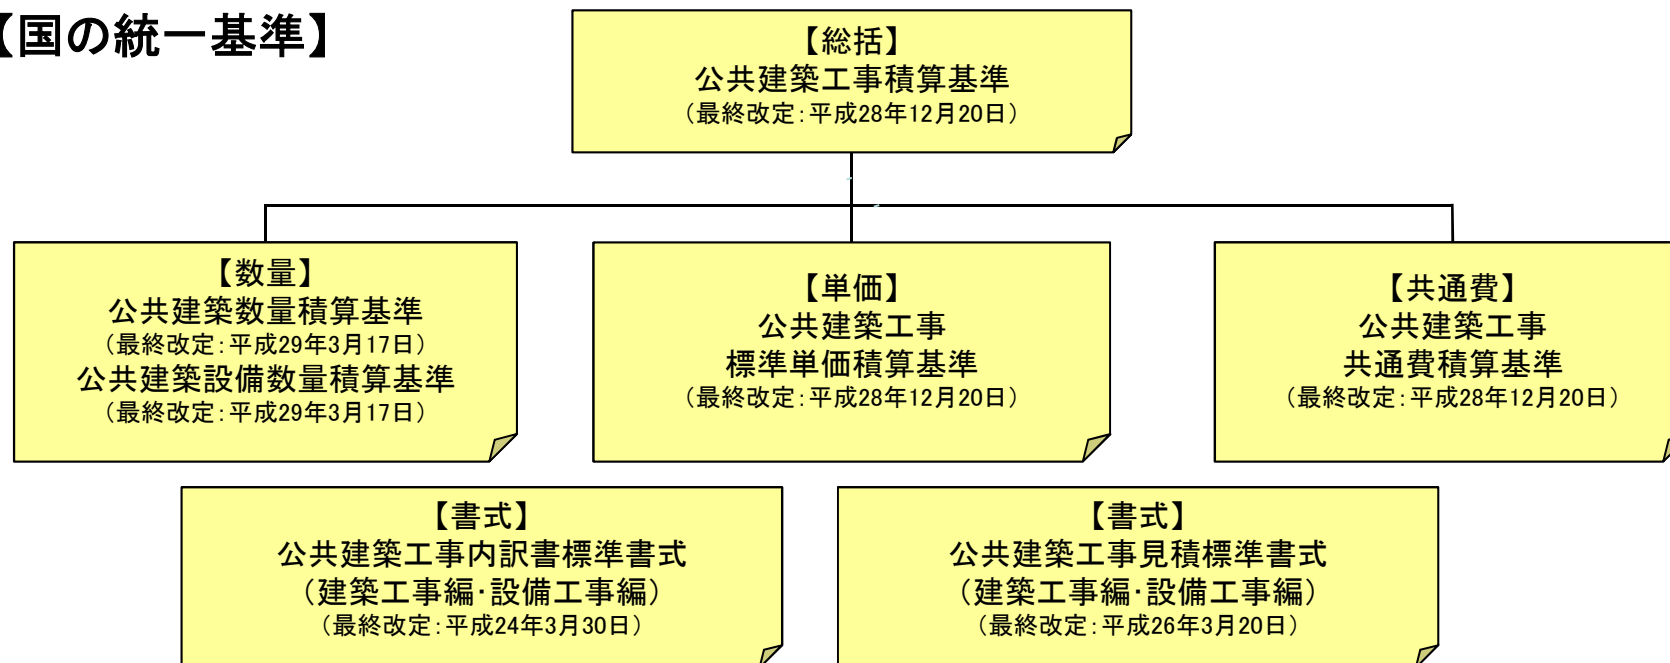 【国の統一基準】
【総括】
公共建築工事積算基準
（最終改定：平成28年12月20日）
【数量】
公共建築数量積算基準
（最終改定：平成29年3月17日）
公共建築設備数量積算基準
（最終改定：平成29年3月17日）
【単価】
公共建築工事
標準単価積算基準
（最終改定：平成28年12月20日）
【共通費】
公共建築工事
共通費積算基準
（最終改定：平成28年12月20日）
【書式】
公共建築工事内訳書標準書式
（建築工事編・設備工事編）
（最終改定：平成24年3月30日）
【書式】
公共建築工事見積標準書式
（建築工事編・設備工事編）
（最終改定：平成26年3月20日）